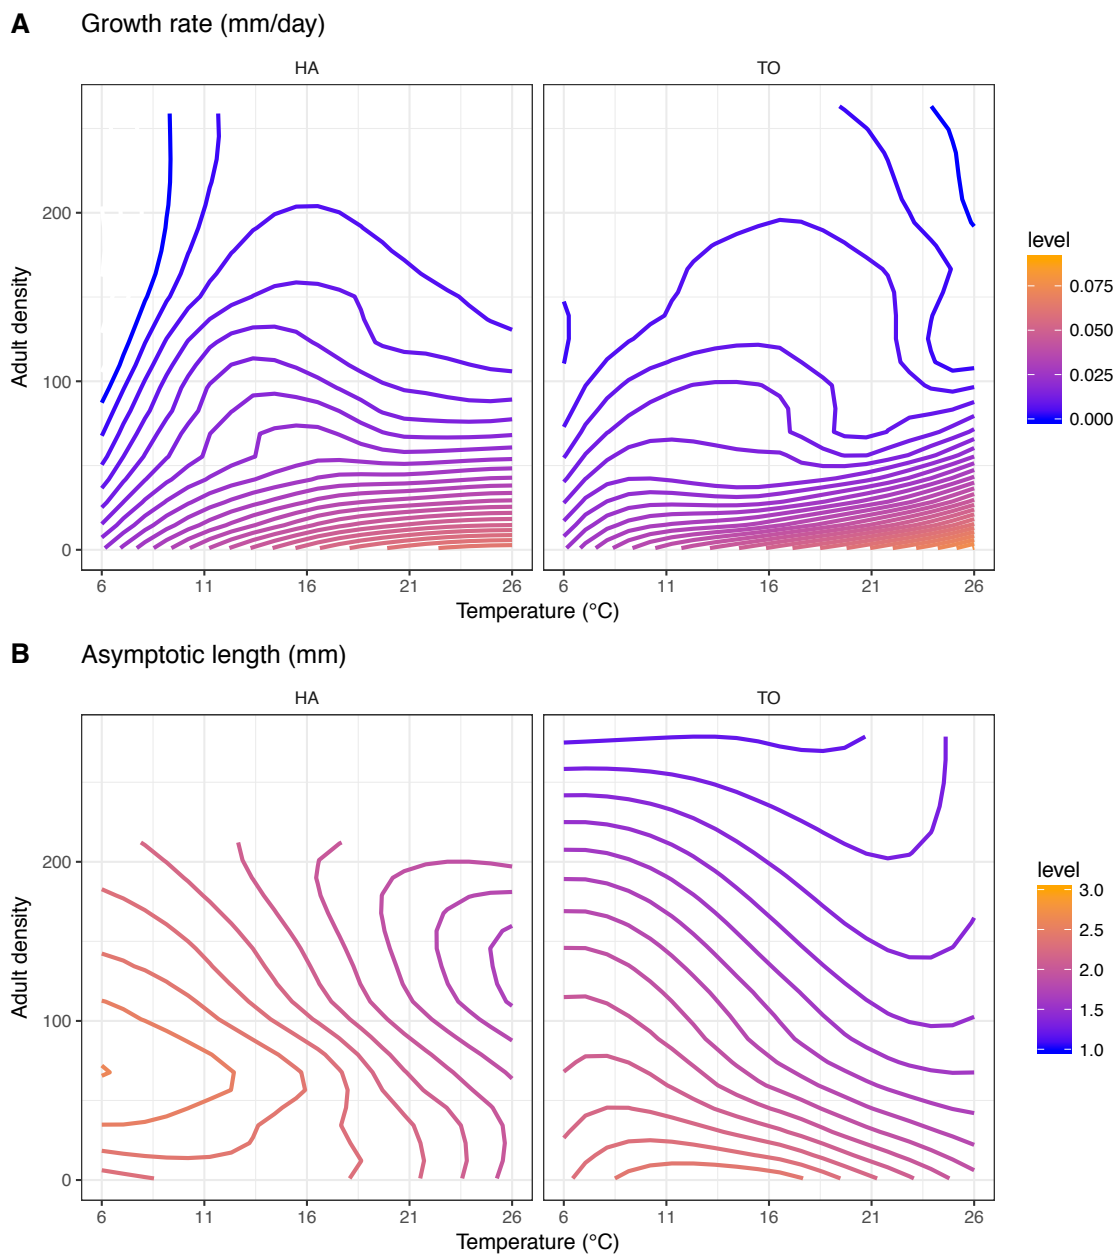 A Growth rate (mm/day)
HA TO
200
100
0
Adult density
6 11 16 21 26 6 11 16 21 26
Temperature (°C)
level
0.075
0.050
0.025
0.000
B Asymptotic length (mm)
HA TO
200
100
0
Adult density
6 11 16 21 26 6 11 16 21 26
Temperature (°C)
level
3.0
2.5
2.0
1.5
1.0